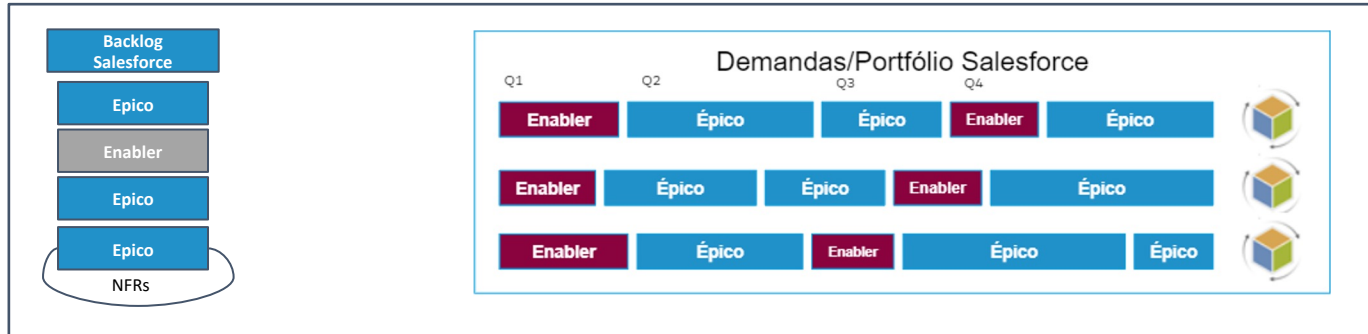 Backlog
Salesforce
Epico
Enabler
Epico
Epico
NFRs
Demandas/Portfólio Salesforce
Q1 Q2 Q3 Q4
Enabler Épico Épico Enabler Épico
Enabler Épico Épico Enabler Épico
Enabler Épico Enabler Épico Épico